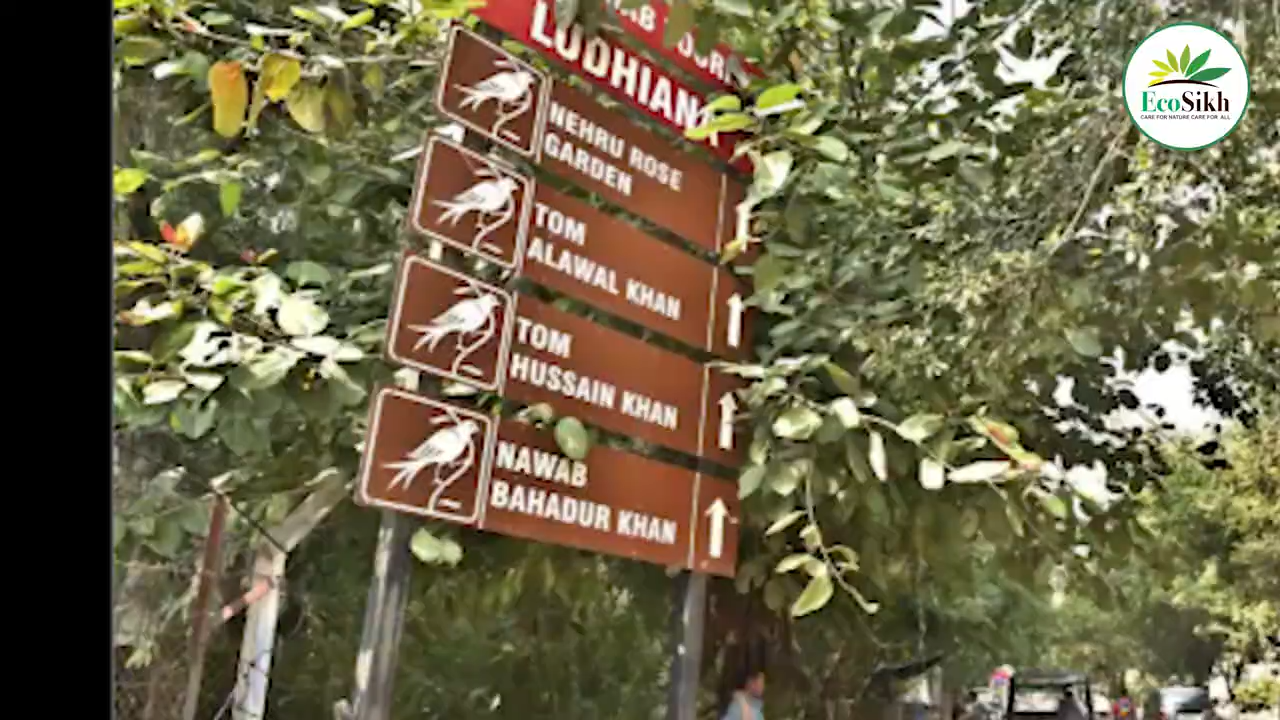 LUDHIANA
NEHRU ROSE
GARDEN
TOM
ALAWAL KHAN
TOM
HUSSAIN KHAN
NAWAB
BAHADUR KHAN
EcoSikh
CARE FOR NATURE CARE FOR ALL